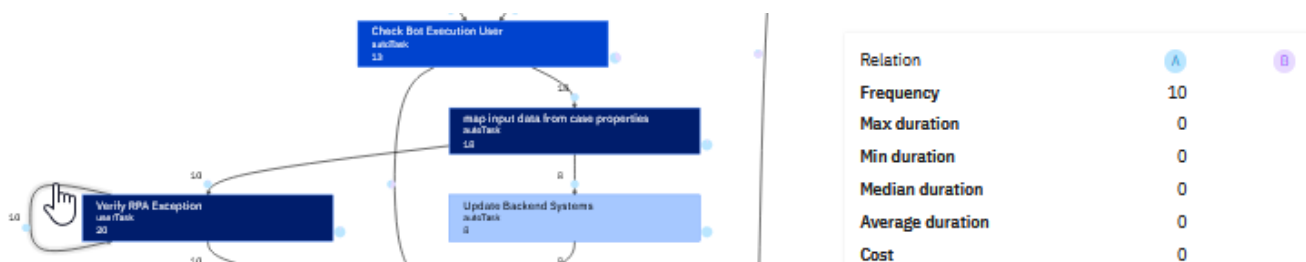 Check Bot Execution User
autoTask
13
10
map input data from case properties
autoTask
18
10
8
Verify RPA Exception
userTask
20
10
Update Backend Systems
autoTask
8
10
8
Relation A B
Frequency 10
Max duration 0
Min duration 0
Median duration 0
Average duration 0
Cost 0